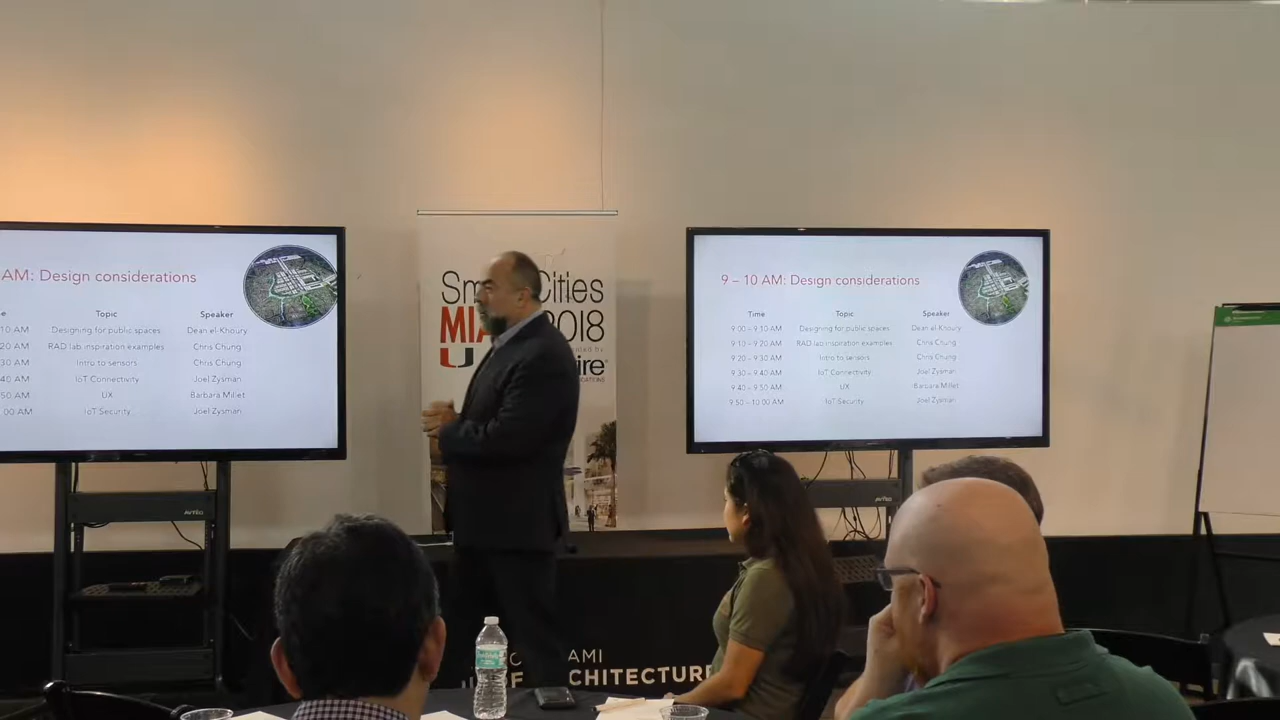 AM: Design considerations
Topic Speaker
10 AM Designing for public spaces Dean el-Khoury
20 AM RAD lab inspiration examples Chris Chung
30 AM Intro to sensors Chris Chung
40 AM IoT Connectivity Joel Zysman
50 AM UX Barbara Millet
00 AM IoT Security Joel Zysman
Sm Cities
MIA 2018
U
ire
9 – 10 AM: Design considerations
Time Topic Speaker
9:00 – 9:10 AM Designing for public spaces Dean el-Khoury
9:10 – 9:20 AM RAD lab inspiration examples Chris Chung
9:20 – 9:30 AM Intro to sensors Chris Chung
9:30 – 9:40 AM IoT Connectivity Joel Zysman
9:40 – 9:50 AM UX Barbara Millet
9:50 – 10:00 AM IoT Security Joel Zysman
AVTEQ
AVTEQ
AMI
CHITECTURE